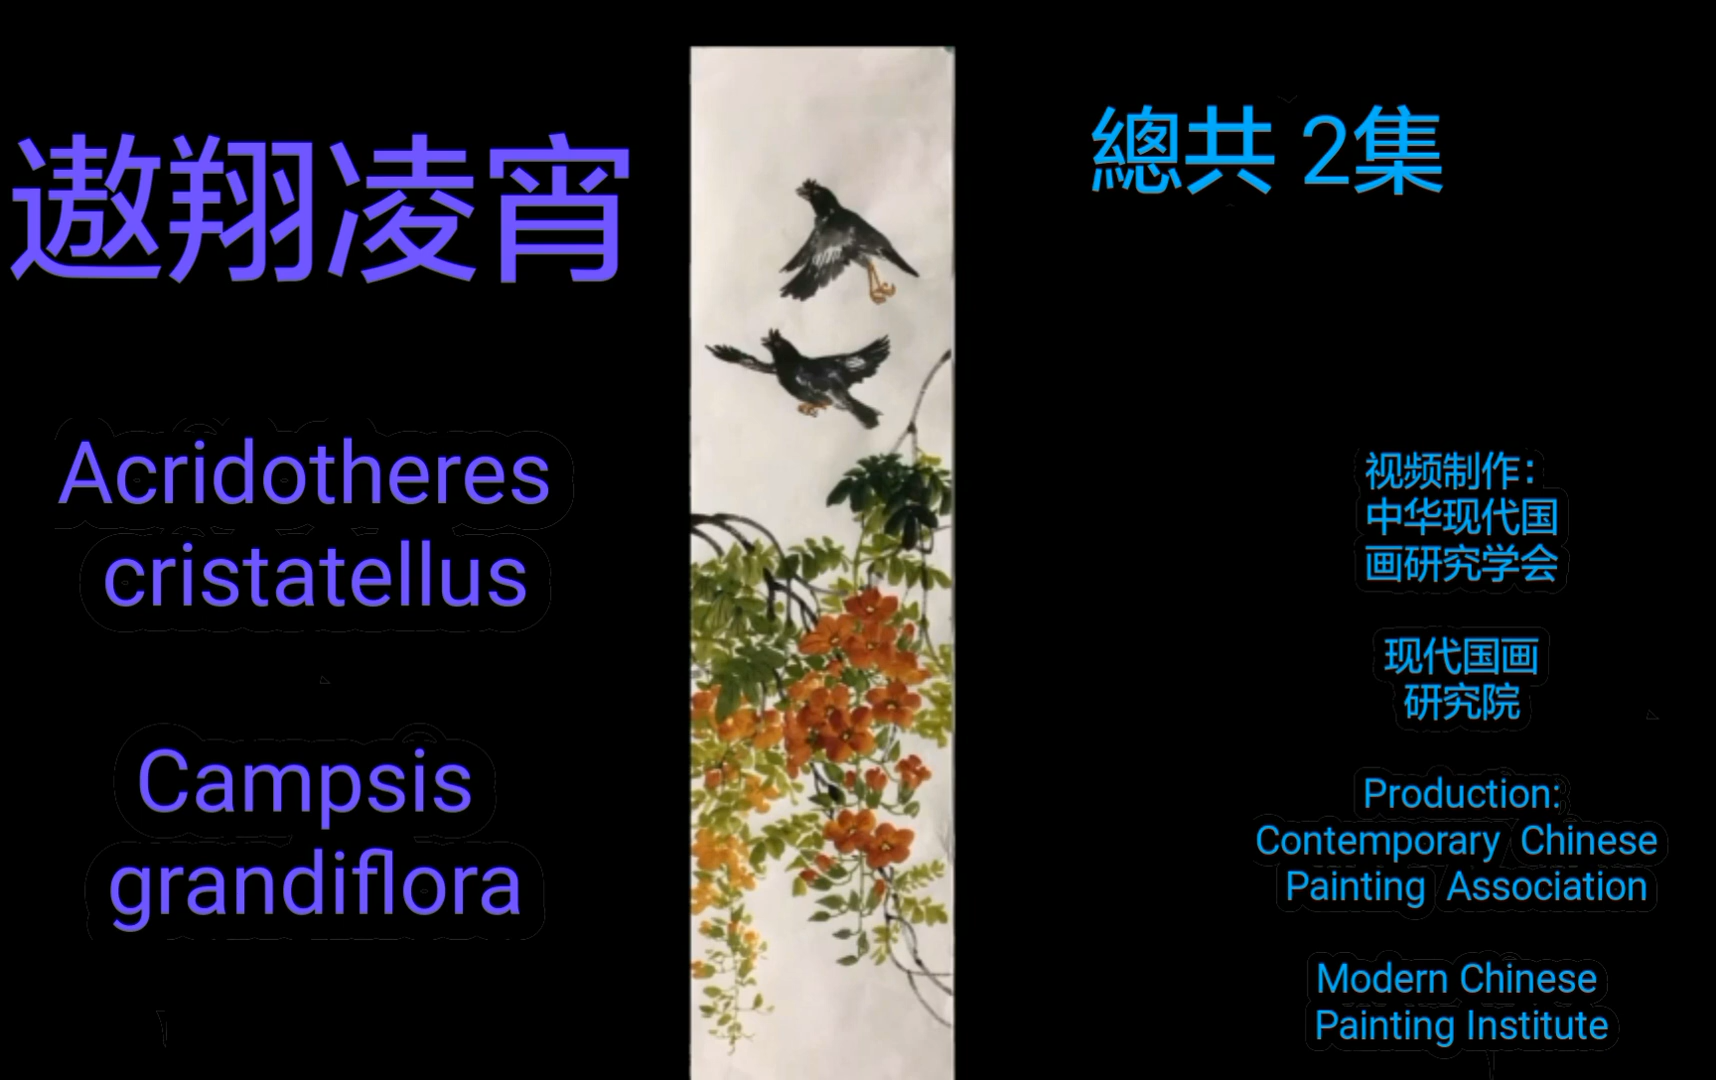 遨翔凌宵
Acridotheres
cristatellus
Campsis
grandiflora
總共 2集
视频制作：
中华现代国
画研究学会
现代国画
研究院
Production:
Contemporary Chinese
Painting Association
Modern Chinese
Painting Institute